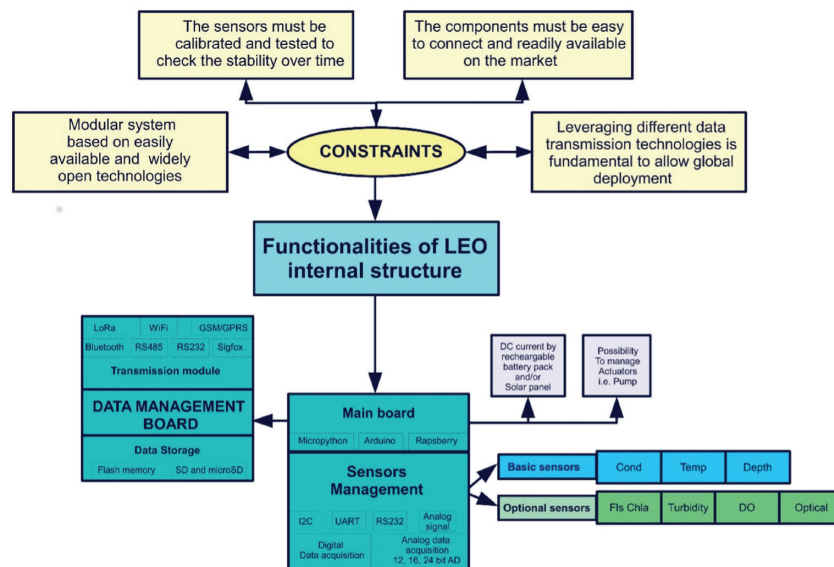 The sensors must be
calibrated and tested to
check the stability over time
The components must be easy
to connect and readily available
on the market
Modular system
based on easily
available and widely
open technologies
CONSTRAINTS
Leveraging different data
transmission technologies is
fundamental to allow global
deployment
Functionalities of LEO
internal structure
LoRa WiFi GSM/GPRS
Bluetooth RS485 RS232 Sigfox
Transmission module
DATA MANAGEMENT
BOARD
Data Storage
Flash memory SD and microSD
DC current by
recheargable
battery pack
and/or
Solar panel
Possibility
To manage
Actuators
i.e. Pump
Main board
Micropython Arduino Rapsberry
Sensors
Management
I2C UART RS232 Analog
signal
Digital
Data acquisition
Analog data
acquisition
12, 16, 24 bit AD
Basic sensors Cond Temp Depth
Optional sensors Fls Chla Turbidity DO Optical